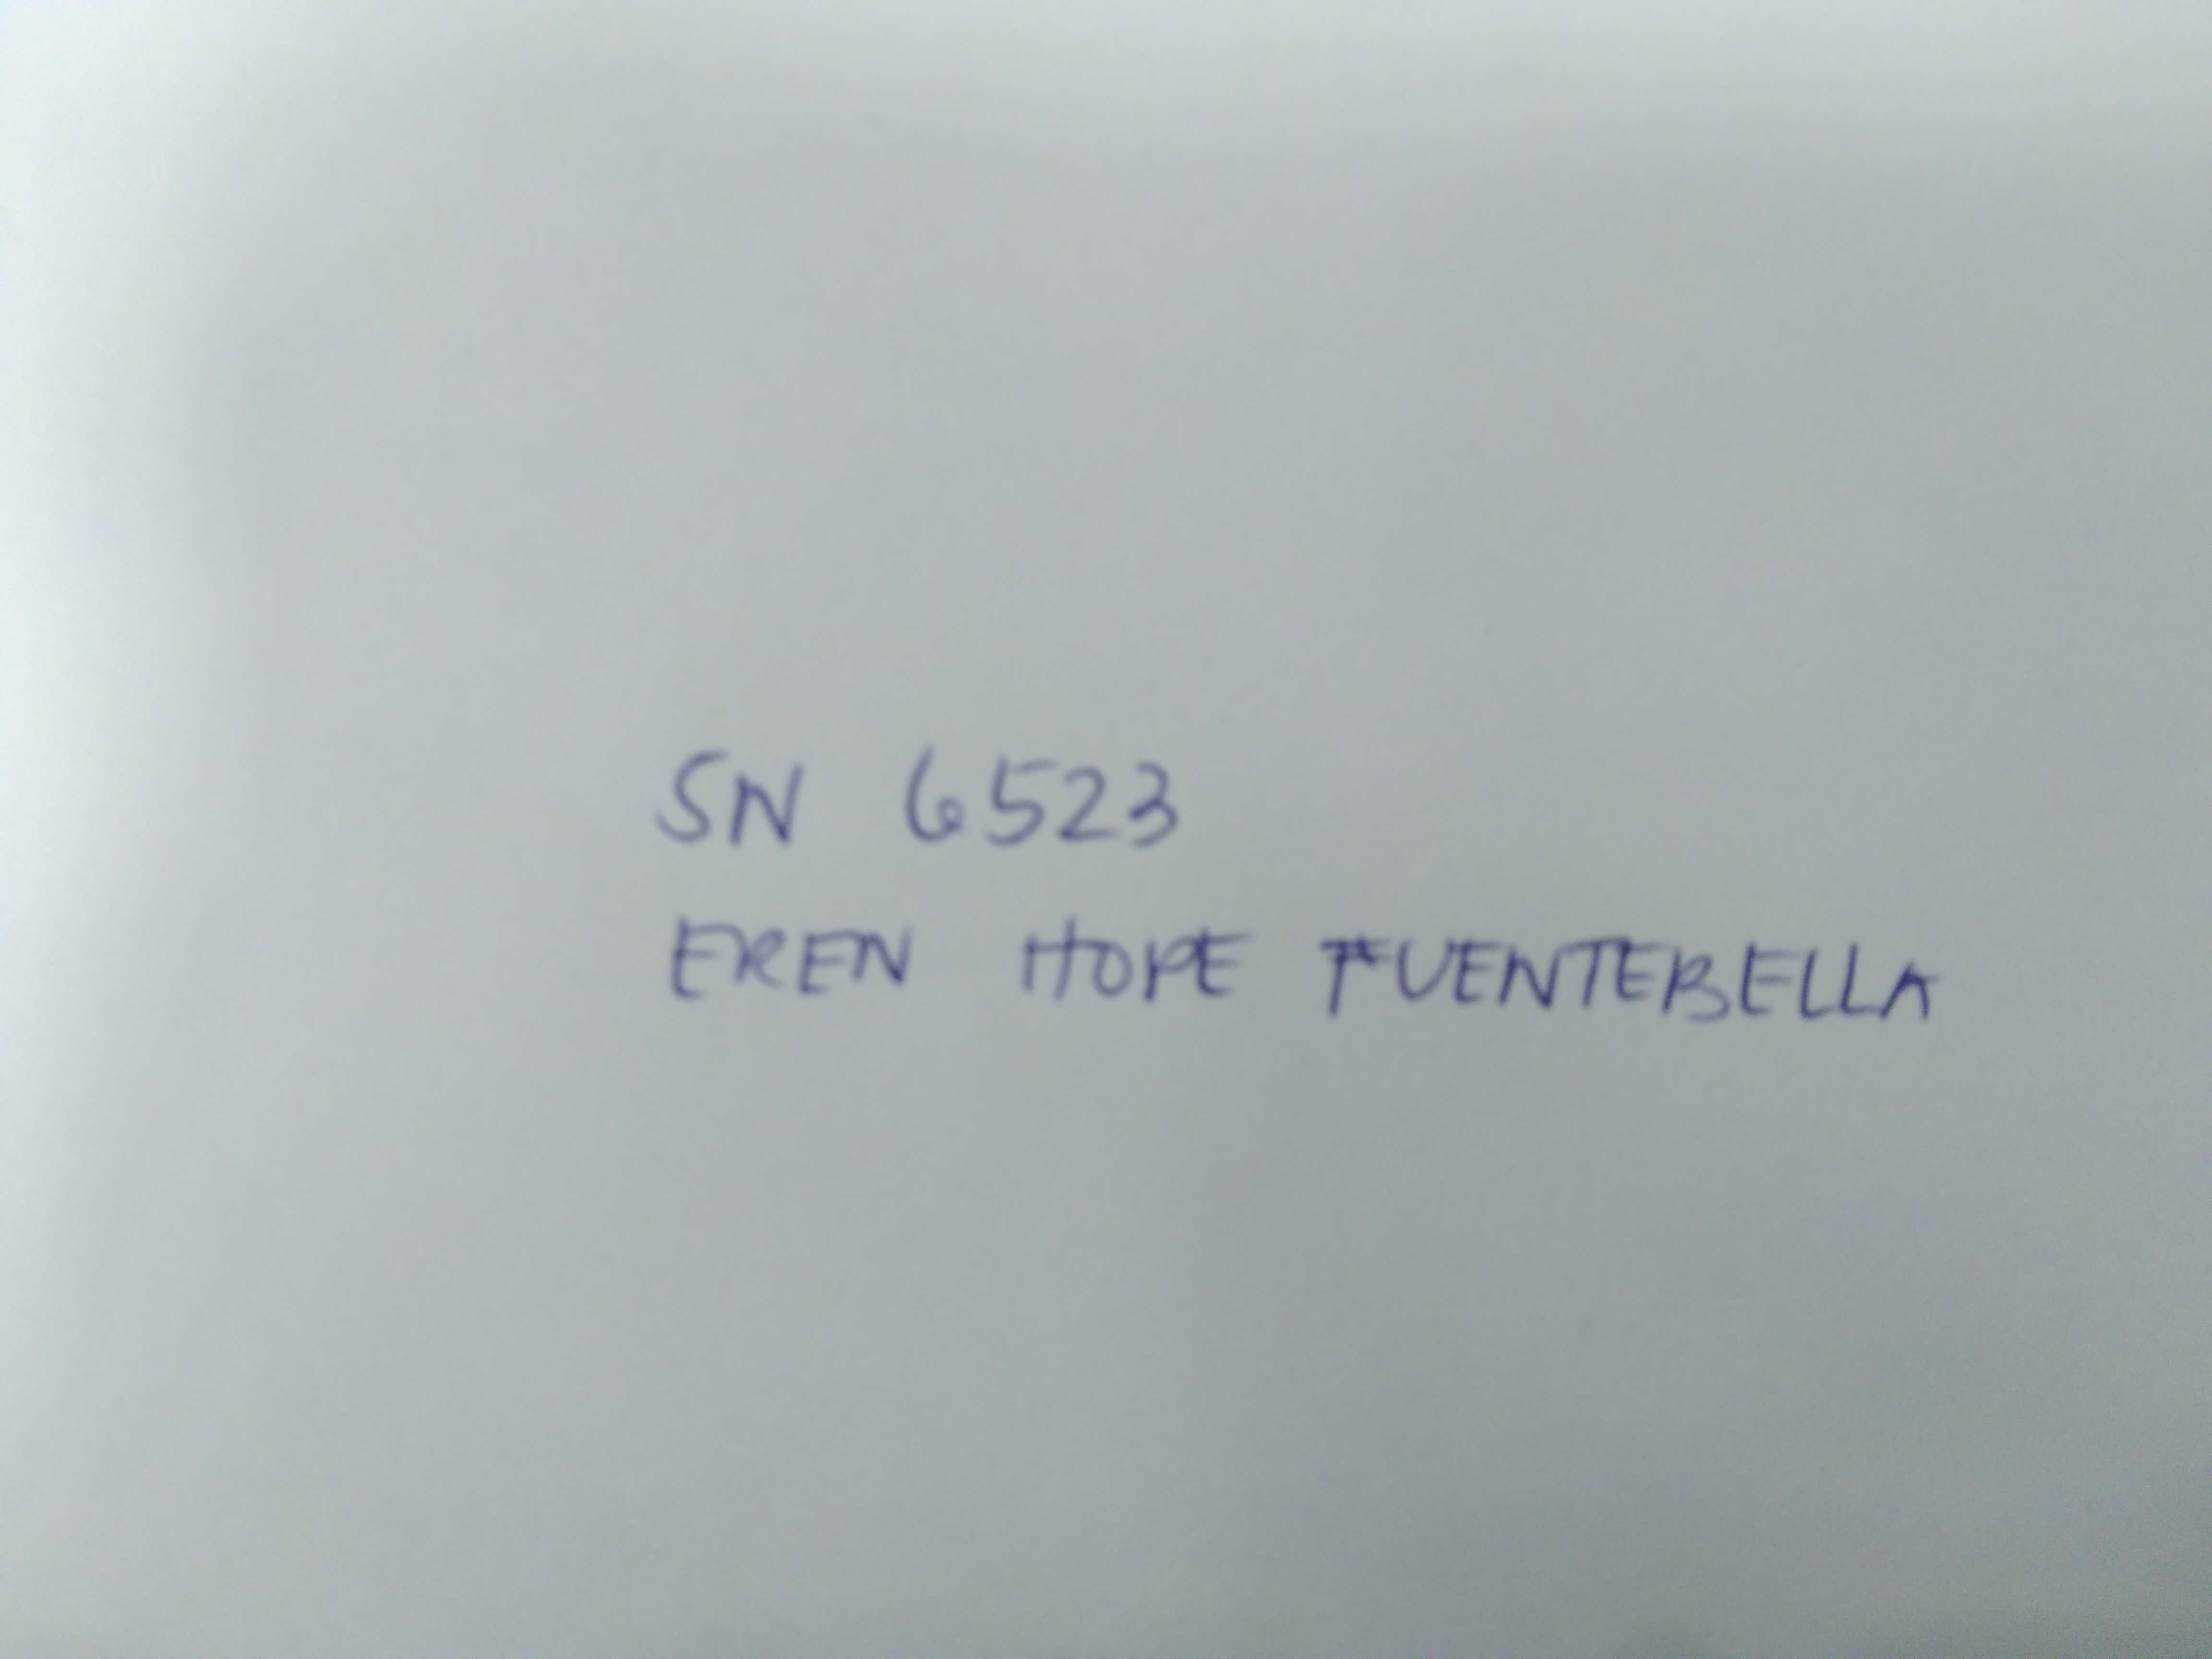 SN 6523
EREN HOPE FUENTEBELLA